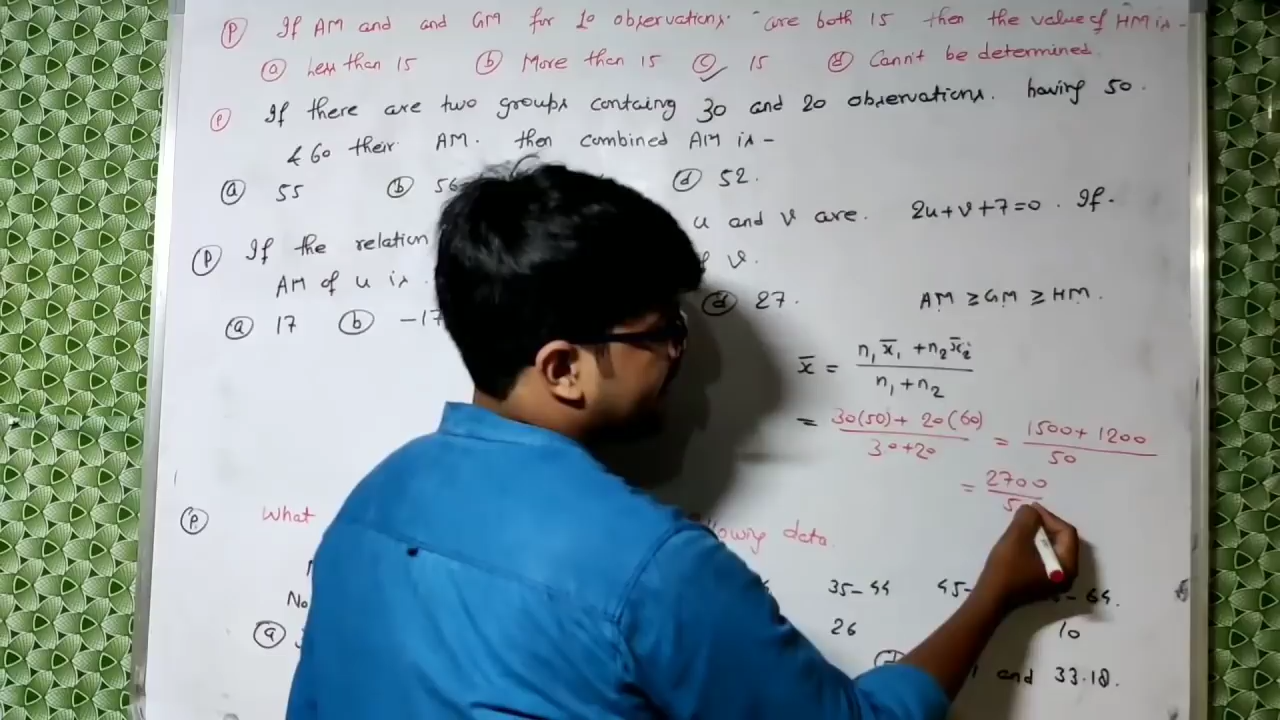 P If AM and and GM for 10 observations are both 15 then the value of HM is -
a Less than 15 b More than 15 c 15 d Cann't be determined
P If there are two groups containg 30 and 20 observations. having 50.
& 60 their AM. then combined AM is -
a 55 b 56 d 52.
P If the relation u and v are. 2u+v+7=0. If.
AM of u is v.
a 17 b -17 d 27.
AM ≥ GM ≥ HM.
x̄ = n₁x̄₁ + n₂x̄₂ / n₁+n₂
= 30(50)+ 20(60) / 30+20 = 1500+ 1200 / 50
= 2700
P What data.
35-44 45-
No 26 10
a and 33.18.